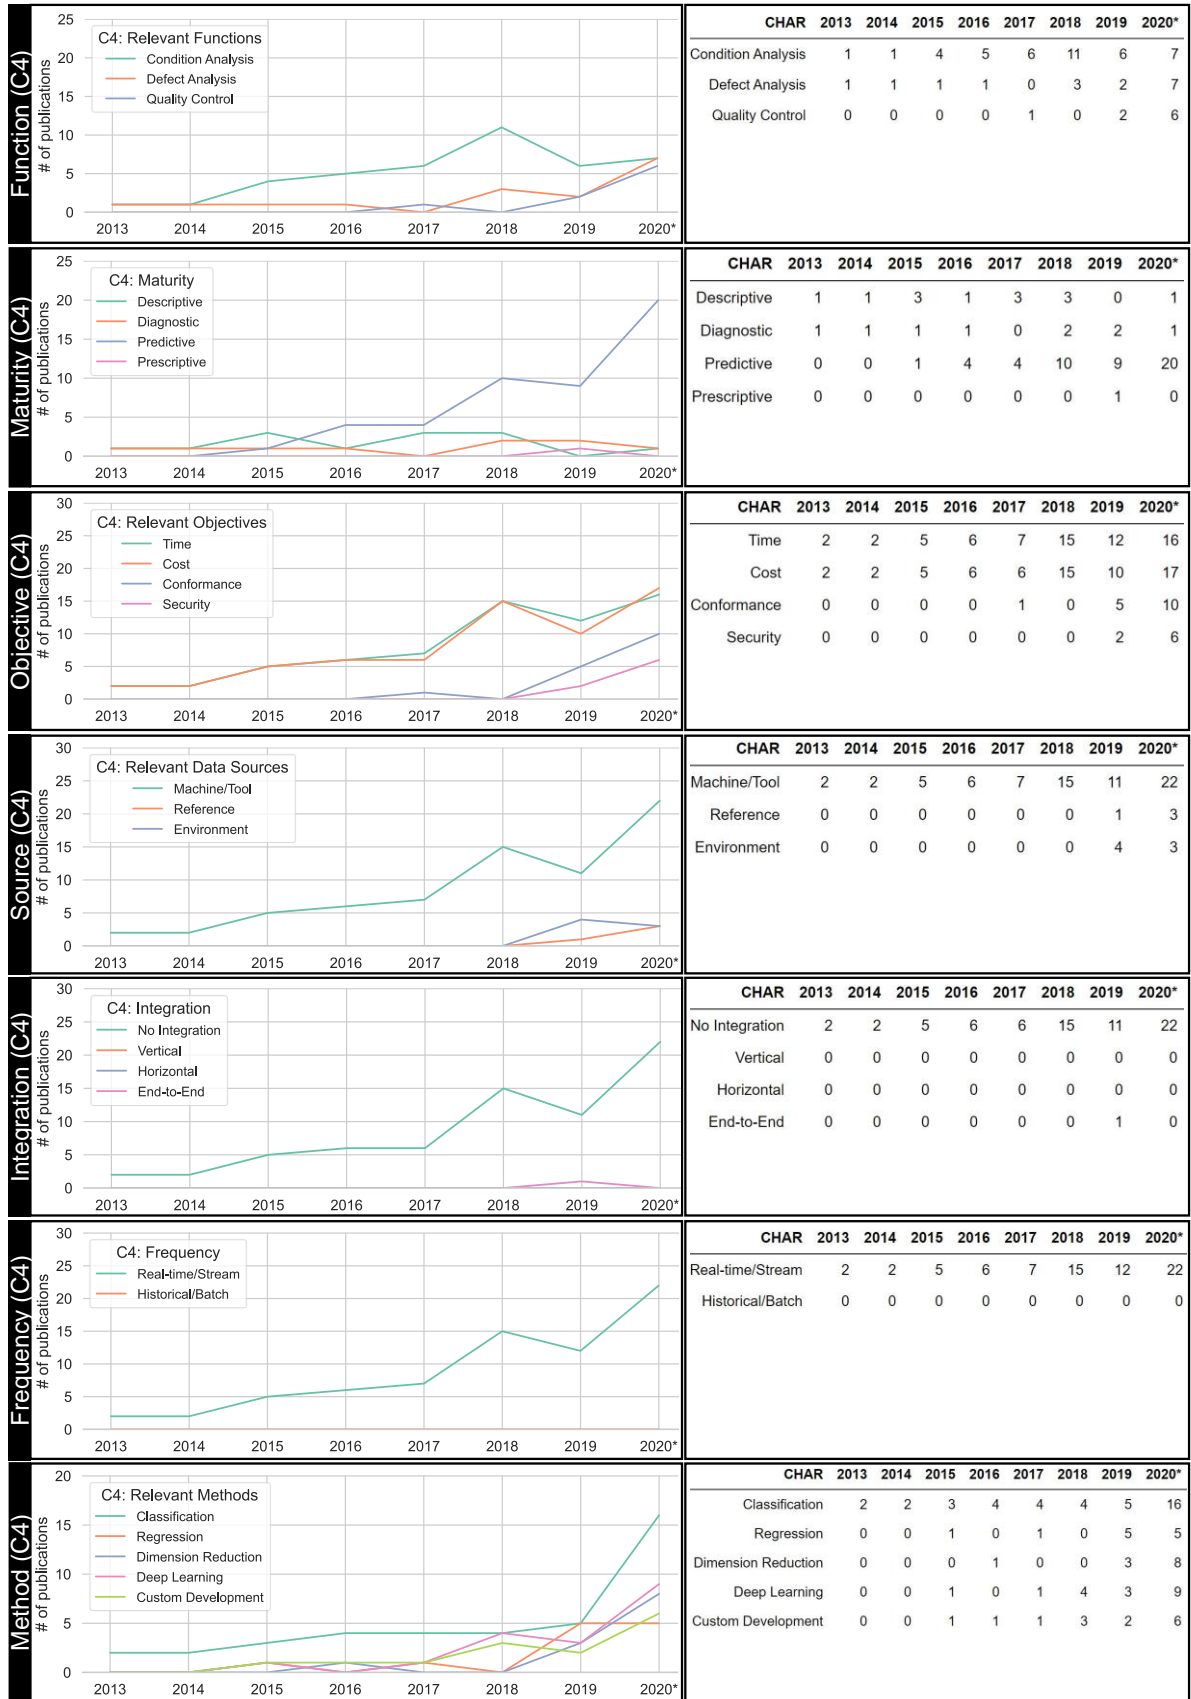 Function (C4)
# of publications
25
20
15
10
5
0
C4: Relevant Functions
Condition Analysis
Defect Analysis
Quality Control
2013 2014 2015 2016 2017 2018 2019 2020*
CHAR 2013 2014 2015 2016 2017 2018 2019 2020*
Condition Analysis 1 1 4 5 6 11 6 7
Defect Analysis 1 1 1 1 0 3 2 7
Quality Control 0 0 0 0 1 0 2 6
Maturity (C4)
# of publications
25
20
15
10
5
0
C4: Maturity
Descriptive
Diagnostic
Predictive
Prescriptive
2013 2014 2015 2016 2017 2018 2019 2020*
CHAR 2013 2014 2015 2016 2017 2018 2019 2020*
Descriptive 1 1 3 1 3 3 0 1
Diagnostic 1 1 1 1 0 2 2 1
Predictive 0 0 1 4 4 10 9 20
Prescriptive 0 0 0 0 0 0 1 0
Objective (C4)
# of publications
30
25
20
15
10
5
0
C4: Relevant Objectives
Time
Cost
Conformance
Security
2013 2014 2015 2016 2017 2018 2019 2020*
CHAR 2013 2014 2015 2016 2017 2018 2019 2020*
Time 2 2 5 6 7 15 12 16
Cost 2 2 5 6 6 15 10 17
Conformance 0 0 0 0 1 0 5 10
Security 0 0 0 0 0 0 2 6
Source (C4)
# of publications
30
25
20
15
10
5
0
C4: Relevant Data Sources
Machine/Tool
Reference
Environment
2013 2014 2015 2016 2017 2018 2019 2020*
CHAR 2013 2014 2015 2016 2017 2018 2019 2020*
Machine/Tool 2 2 5 6 7 15 11 22
Reference 0 0 0 0 0 0 1 3
Environment 0 0 0 0 0 0 4 3
Integration (C4)
# of publications
30
25
20
15
10
5
0
C4: Integration
No Integration
Vertical
Horizontal
End-to-End
2013 2014 2015 2016 2017 2018 2019 2020*
CHAR 2013 2014 2015 2016 2017 2018 2019 2020*
No Integration 2 2 5 6 6 15 11 22
Vertical 0 0 0 0 0 0 0 0
Horizontal 0 0 0 0 0 0 0 0
End-to-End 0 0 0 0 0 0 1 0
Frequency (C4)
# of publications
30
25
20
15
10
5
0
C4: Frequency
Real-time/Stream
Historical/Batch
2013 2014 2015 2016 2017 2018 2019 2020*
CHAR 2013 2014 2015 2016 2017 2018 2019 2020*
Real-time/Stream 2 2 5 6 7 15 12 22
Historical/Batch 0 0 0 0 0 0 0 0
Method (C4)
# of publications
20
15
10
5
0
C4: Relevant Methods
Classification
Regression
Dimension Reduction
Deep Learning
Custom Development
2013 2014 2015 2016 2017 2018 2019 2020*
CHAR 2013 2014 2015 2016 2017 2018 2019 2020*
Classification 2 2 3 4 4 4 5 16
Regression 0 0 1 0 1 0 5 5
Dimension Reduction 0 0 0 1 0 0 3 8
Deep Learning 0 0 1 0 1 4 3 9
Custom Development 0 0 1 1 1 3 2 6